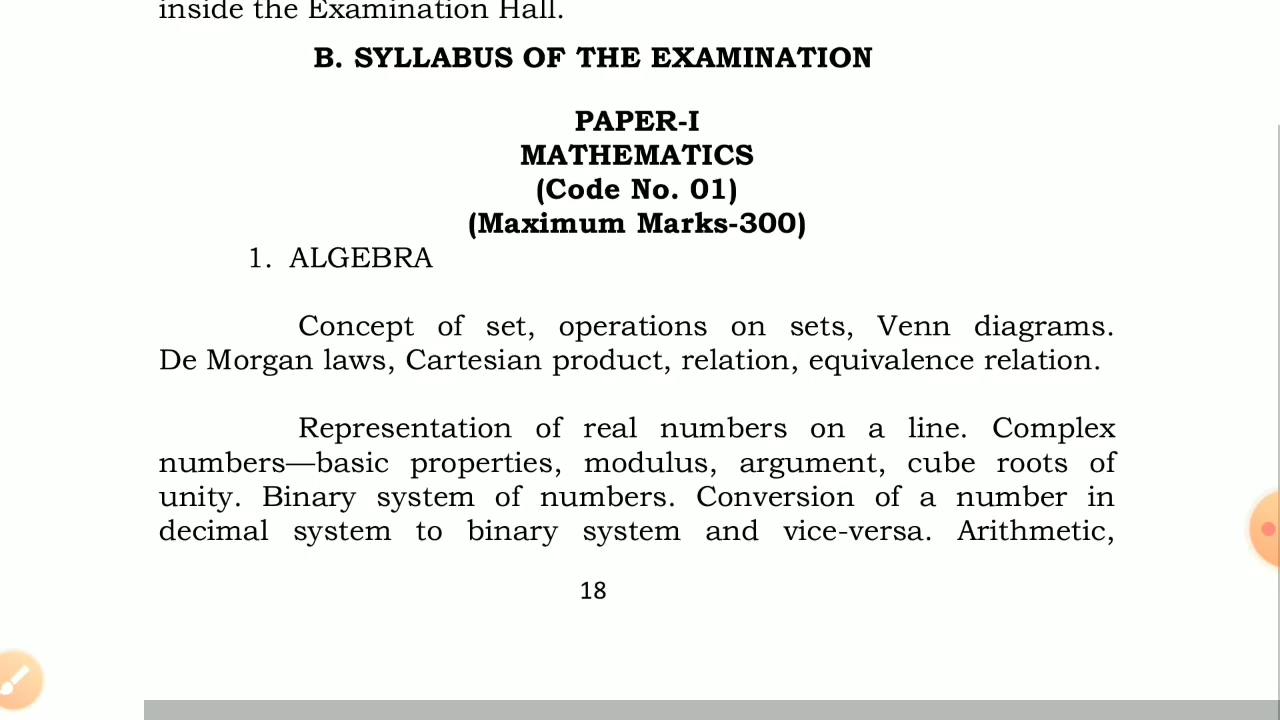 inside the Examination Hall.
B. SYLLABUS OF THE EXAMINATION
PAPER-I
MATHEMATICS
(Code No. 01)
(Maximum Marks-300)
1. ALGEBRA
Concept of set, operations on sets, Venn diagrams.
De Morgan laws, Cartesian product, relation, equivalence relation.
Representation of real numbers on a line. Complex
numbers—basic properties, modulus, argument, cube roots of
unity. Binary system of numbers. Conversion of a number in
decimal system to binary system and vice-versa. Arithmetic,
18